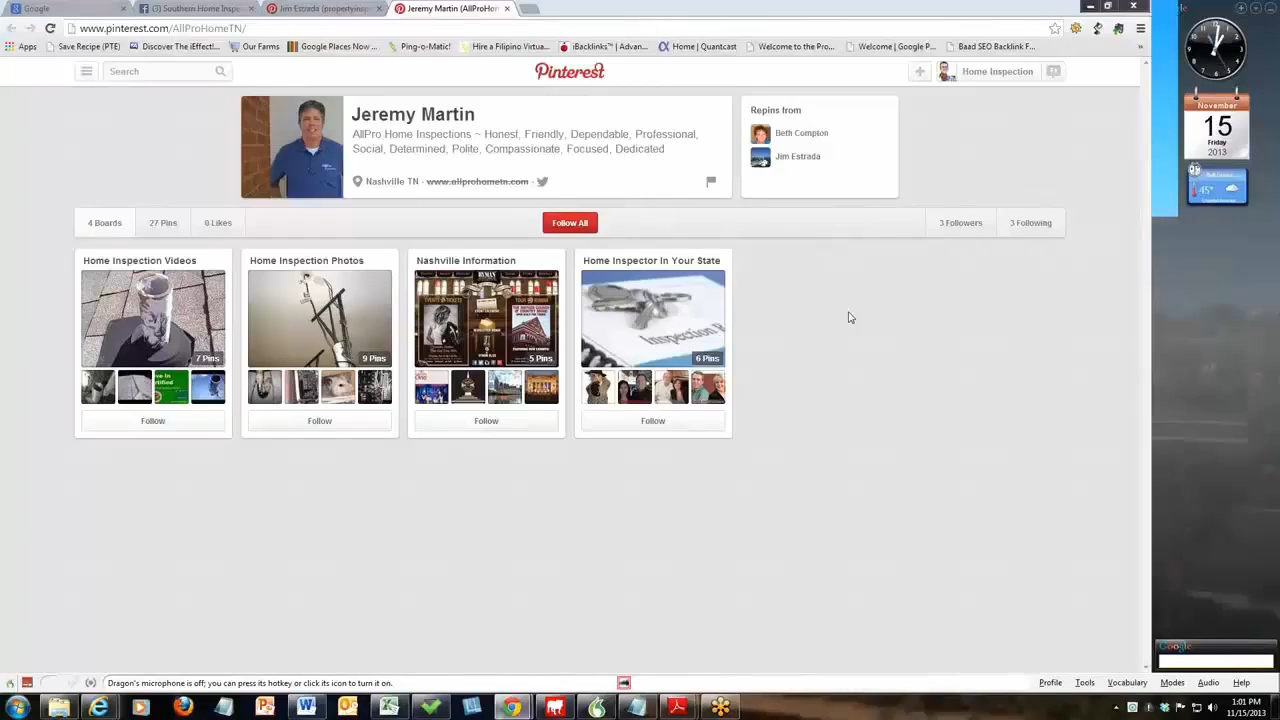 Google
(3) Southern Home Inspe
Jim Estrada (propertyinsp
Jeremy Martin (AllProHom
www.pinterest.com/AllProHomeTN/
Apps
Save Recipe (PTE)
Discover The iEffect!...
Our Farms
Google Places Now ...
Ping-o-Matic!
Hire a Filipino Virtua...
iBacklinks™ | Advan...
Home | Quantcast
Welcome to the Pro...
Welcome | Google P...
Baad SEO Backlink F...
Search
Pinterest
Home Inspection
Jeremy Martin
AllPro Home Inspections ~ Honest, Friendly, Dependable, Professional,
Social, Determined, Polite, Compassionate, Focused, Dedicated
Nashville TN · www.allprohometn.com ·
Repins from
Beth Compton
Jim Estrada
4 Boards
27 Pins
0 Likes
Follow All
3 Followers
3 Following
Home Inspection Videos
7 Pins
Follow
Home Inspection Photos
9 Pins
Follow
Nashville Information
RYMAN
5 Pins
Follow
Home Inspector In Your State
Inspection R
6 Pins
Follow
November
15
Friday
2013
45°
Google
Dragon's microphone is off; you can press its hotkey or click its icon to turn it on.
Profile
Tools
Vocabulary
Modes
Audio
Help
1:01 PM
11/15/2013